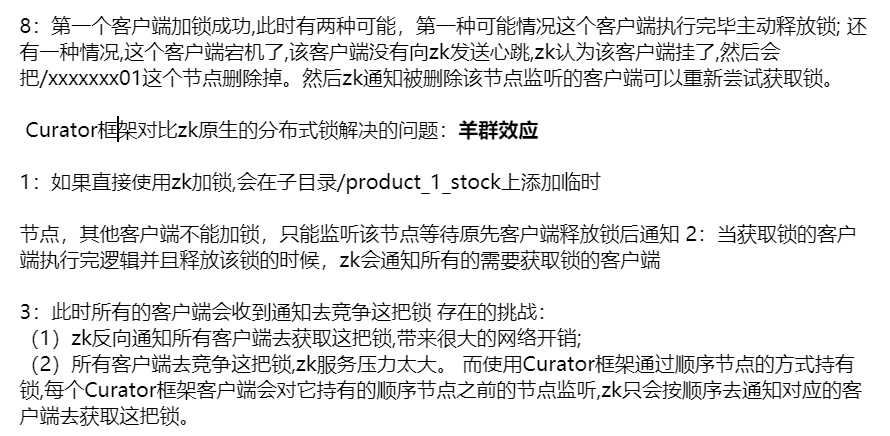 8：第一个客户端加锁成功,此时有两种可能，第一种可能情况这个客户端执行完毕主动释放锁; 还
有一种情况,这个客户端宕机了,该客户端没有向zk发送心跳,zk认为该客户端挂了,然后会
把/xxxxxxx01这个节点删除掉。然后zk通知被删除该节点监听的客户端可以重新尝试获取锁。
Curator框架对比zk原生的分布式锁解决的问题：羊群效应
1：如果直接使用zk加锁,会在子目录/product_1_stock上添加临时
节点，其他客户端不能加锁，只能监听该节点等待原先客户端释放锁后通知 2：当获取锁的客户
端执行完逻辑并且释放该锁的时候，zk会通知所有的需要获取锁的客户端
3：此时所有的客户端会收到通知去竞争这把锁 存在的挑战：
（1）zk反向通知所有客户端去获取这把锁,带来很大的网络开销;
（2）所有客户端去竞争这把锁,zk服务压力太大。 而使用Curator框架通过顺序节点的方式持有
锁,每个Curator框架客户端会对它持有的顺序节点之前的节点监听,zk只会按顺序去通知对应的客
户端去获取这把锁。